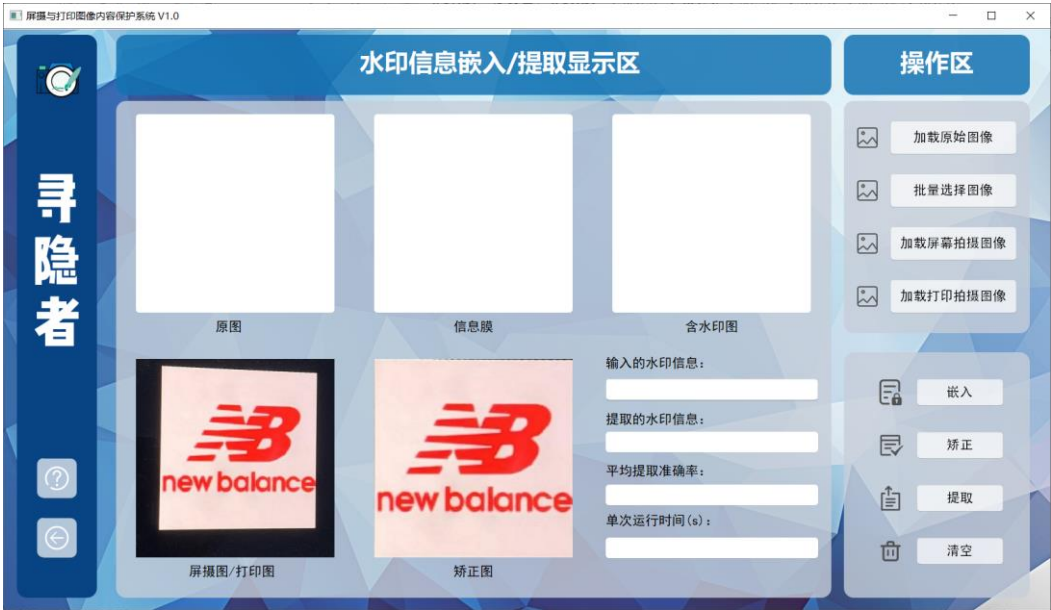 屏摄与打印图像内容保护系统 V1.0
寻隐者
水印信息嵌入/提取显示区
操作区
原图
信息膜
含水印图
加载原始图像
批量选择图像
加载屏幕拍摄图像
加载打印拍摄图像
new balance
屏摄图/打印图
new balance
矫正图
输入的水印信息：
提取的水印信息：
平均提取准确率：
单次运行时间(s)：
嵌入
矫正
提取
清空